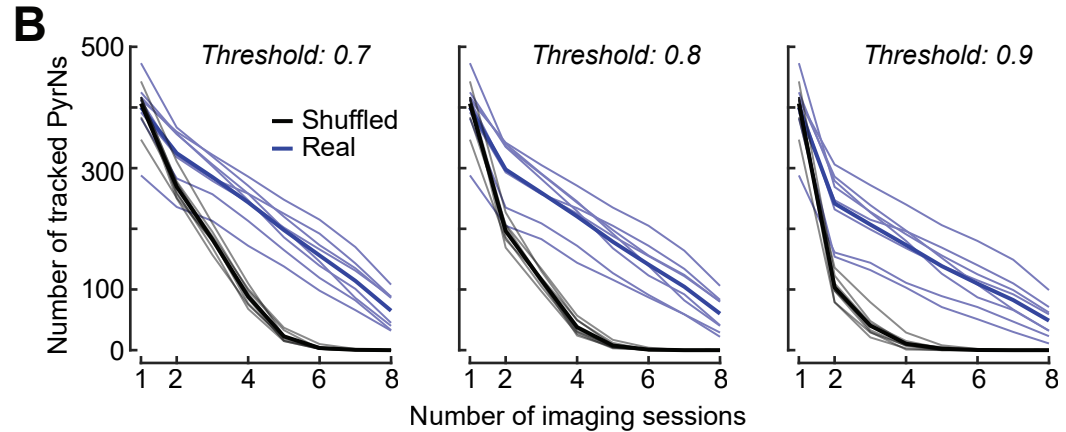 B
Number of tracked PyrNs
500
300
100
0
Threshold: 0.7
Shuffled
Real
1 2 4 6 8
Threshold: 0.8
1 2 4 6 8
Threshold: 0.9
1 2 4 6 8
Number of imaging sessions